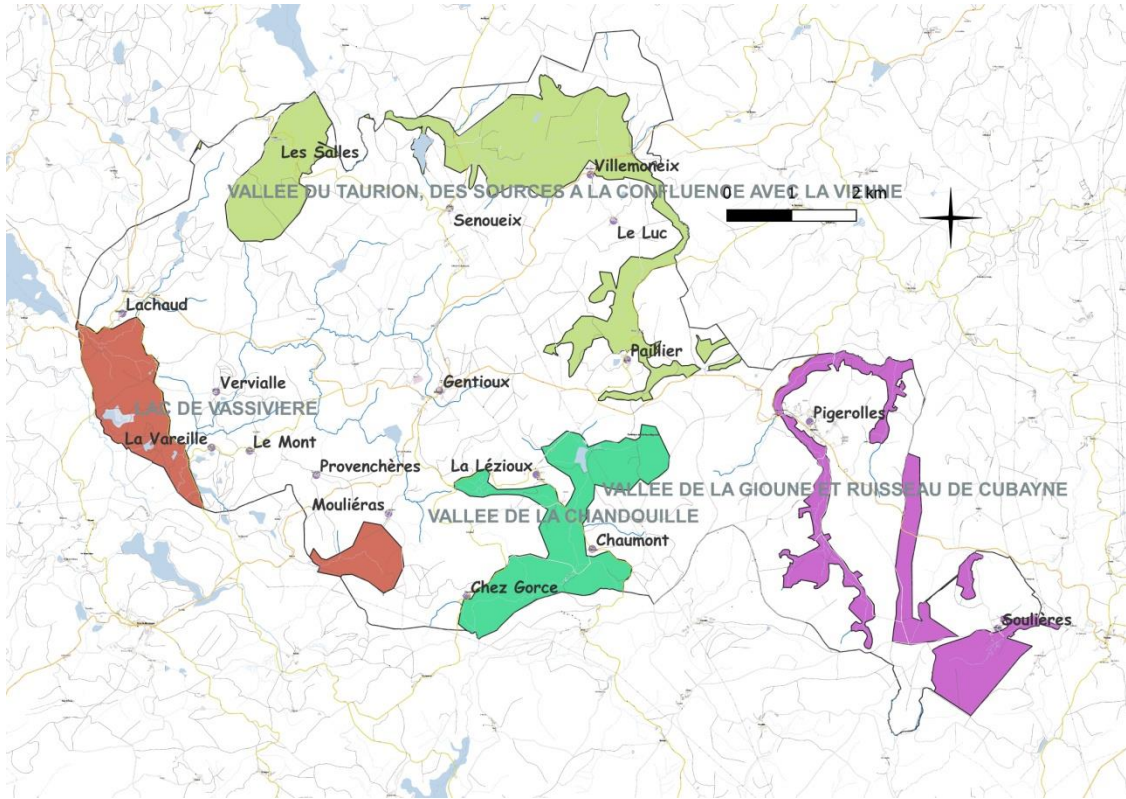 Les Salles
Villemoneix
VALLEE DU TAURION, DES SOURCES A LA CONFLUENCE AVEC LA VIENNE
0 1 2 km
Senoueix
Le Luc
Lachaud
Paillier
Vervialle
Gentioux
LAC DE VASSIVIERE
Pigerolles
La Vareille
Le Mont
Provenchères
La Lézioux
VALLEE DE LA GIOUNE ET RUISSEAU DE CUBAYNE
Mouliéras
VALLEE DE LA CHANDOUILLE
Chaumont
Chez Gorce
Soulières